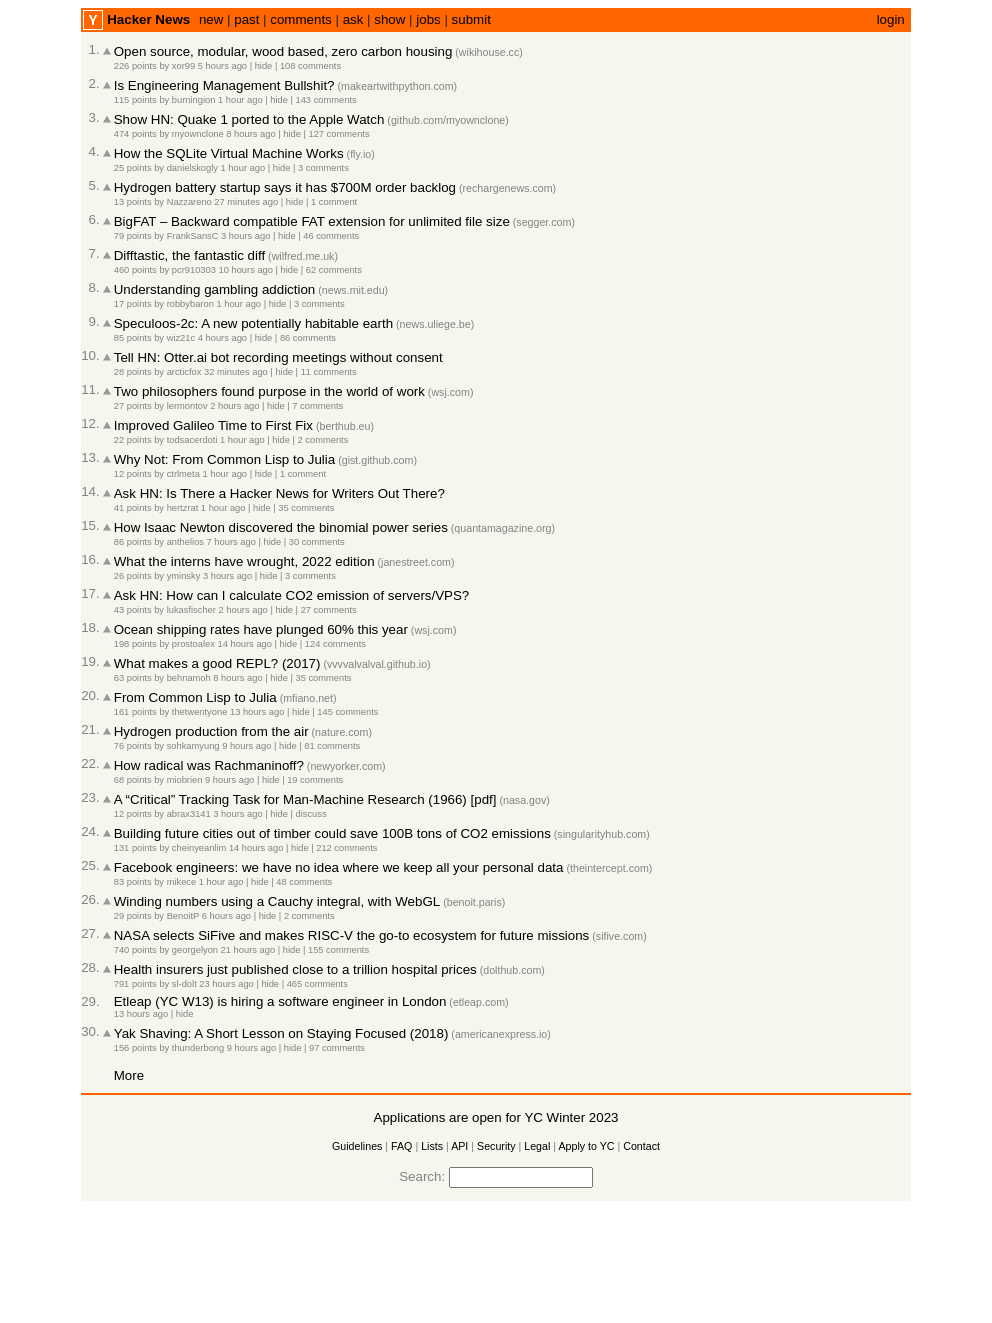 Y Hacker News new | past | comments | ask | show | jobs | submit login
1. Open source, modular, wood based, zero carbon housing (wikihouse.cc)
226 points by xor99 5 hours ago | hide | 108 comments
2. Is Engineering Management Bullshit? (makeartwithpython.com)
115 points by burningion 1 hour ago | hide | 143 comments
3. Show HN: Quake 1 ported to the Apple Watch (github.com/myownclone)
474 points by myownclone 8 hours ago | hide | 127 comments
4. How the SQLite Virtual Machine Works (fly.io)
25 points by danielskogly 1 hour ago | hide | 3 comments
5. Hydrogen battery startup says it has $700M order backlog (rechargenews.com)
13 points by Nazzareno 27 minutes ago | hide | 1 comment
6. BigFAT – Backward compatible FAT extension for unlimited file size (segger.com)
79 points by FrankSansC 3 hours ago | hide | 46 comments
7. Difftastic, the fantastic diff (wilfred.me.uk)
460 points by pcr910303 10 hours ago | hide | 62 comments
8. Understanding gambling addiction (news.mit.edu)
17 points by robbybaron 1 hour ago | hide | 3 comments
9. Speculoos-2c: A new potentially habitable earth (news.uliege.be)
85 points by wiz21c 4 hours ago | hide | 86 comments
10. Tell HN: Otter.ai bot recording meetings without consent
28 points by arcticfox 32 minutes ago | hide | 11 comments
11. Two philosophers found purpose in the world of work (wsj.com)
27 points by lermontov 2 hours ago | hide | 7 comments
12. Improved Galileo Time to First Fix (berthub.eu)
22 points by todsacerdoti 1 hour ago | hide | 2 comments
13. Why Not: From Common Lisp to Julia (gist.github.com)
12 points by ctrlmeta 1 hour ago | hide | 1 comment
14. Ask HN: Is There a Hacker News for Writers Out There?
41 points by hertzrat 1 hour ago | hide | 35 comments
15. How Isaac Newton discovered the binomial power series (quantamagazine.org)
86 points by anthelios 7 hours ago | hide | 30 comments
16. What the interns have wrought, 2022 edition (janestreet.com)
26 points by yminsky 3 hours ago | hide | 3 comments
17. Ask HN: How can I calculate CO2 emission of servers/VPS?
43 points by lukasfischer 2 hours ago | hide | 27 comments
18. Ocean shipping rates have plunged 60% this year (wsj.com)
198 points by prostoalex 14 hours ago | hide | 124 comments
19. What makes a good REPL? (2017) (vvvvalvalval.github.io)
63 points by behnamoh 8 hours ago | hide | 35 comments
20. From Common Lisp to Julia (mfiano.net)
161 points by thetwentyone 13 hours ago | hide | 145 comments
21. Hydrogen production from the air (nature.com)
76 points by sohkamyung 9 hours ago | hide | 81 comments
22. How radical was Rachmaninoff? (newyorker.com)
68 points by miobrien 9 hours ago | hide | 19 comments
23. A “Critical” Tracking Task for Man-Machine Research (1966) [pdf] (nasa.gov)
12 points by abrax3141 3 hours ago | hide | discuss
24. Building future cities out of timber could save 100B tons of CO2 emissions (singularityhub.com)
131 points by cheinyeanlim 14 hours ago | hide | 212 comments
25. Facebook engineers: we have no idea where we keep all your personal data (theintercept.com)
83 points by mikece 1 hour ago | hide | 48 comments
26. Winding numbers using a Cauchy integral, with WebGL (benoit.paris)
29 points by BenoitP 6 hours ago | hide | 2 comments
27. NASA selects SiFive and makes RISC-V the go-to ecosystem for future missions (sifive.com)
740 points by georgelyon 21 hours ago | hide | 155 comments
28. Health insurers just published close to a trillion hospital prices (dolthub.com)
791 points by sl-dolt 23 hours ago | hide | 465 comments
29. Etleap (YC W13) is hiring a software engineer in London (etleap.com)
13 hours ago | hide
30. Yak Shaving: A Short Lesson on Staying Focused (2018) (americanexpress.io)
156 points by thunderbong 9 hours ago | hide | 97 comments
More
Applications are open for YC Winter 2023
Guidelines | FAQ | Lists | API | Security | Legal | Apply to YC | Contact
Search: